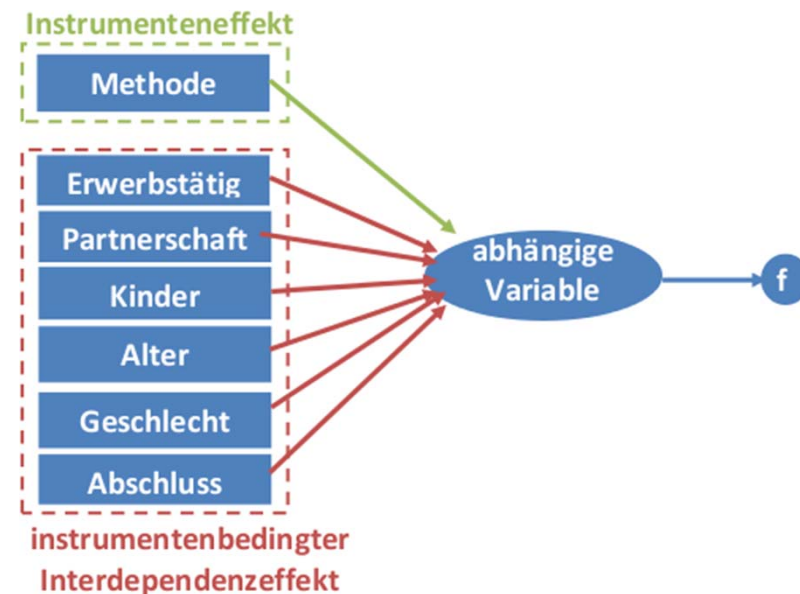 Instrumenteneffekt
Methode
Erwerbstätig
Partnerschaft
Kinder
Alter
Geschlecht
Abschluss
instrumentenbedingter
Interdependenzeffekt
abhängige
Variable
f